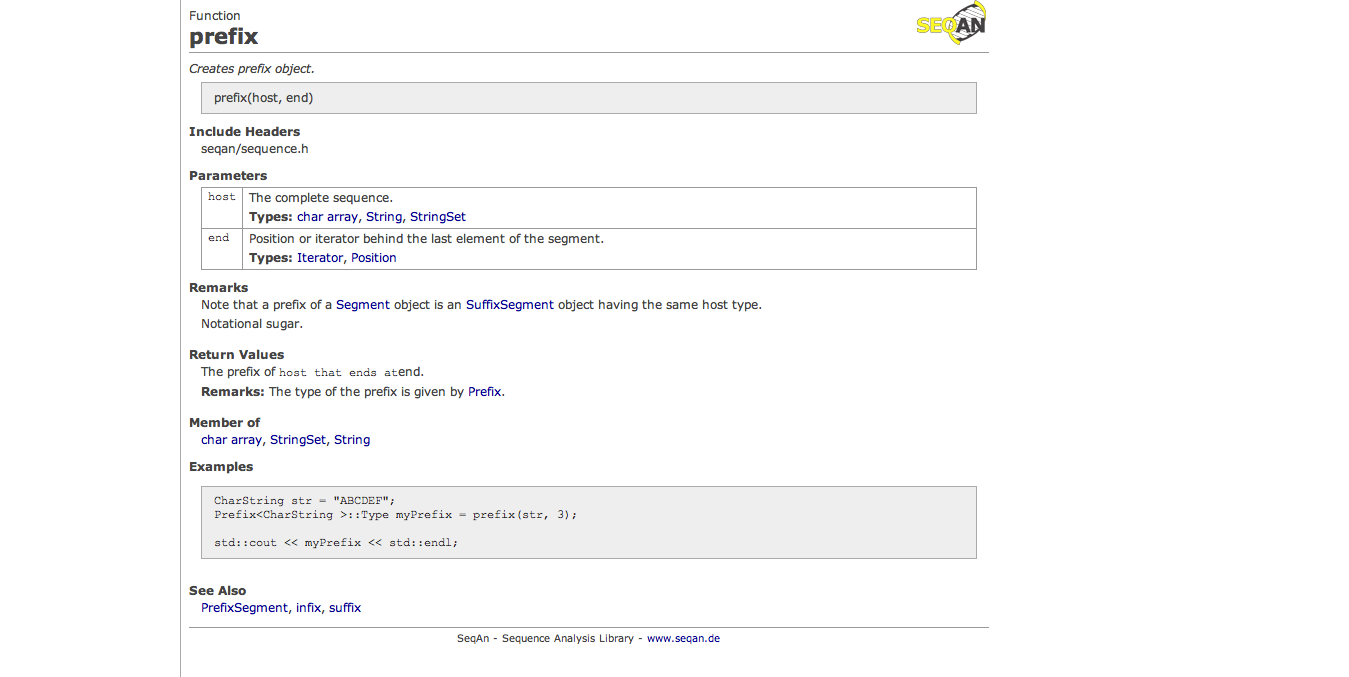 Function
prefix
SEQAN
Creates prefix object.
prefix(host, end)
Include Headers
seqan/sequence.h
Parameters
host The complete sequence.
Types: char array, String, StringSet
end Position or iterator behind the last element of the segment.
Types: Iterator, Position
Remarks
Note that a prefix of a Segment object is an SuffixSegment object having the same host type.
Notational sugar.
Return Values
The prefix of host that ends atend.
Remarks: The type of the prefix is given by Prefix.
Member of
char array, StringSet, String
Examples
CharString str = "ABCDEF";
Prefix<CharString >::Type myPrefix = prefix(str, 3);
std::cout << myPrefix << std::endl;
See Also
PrefixSegment, infix, suffix
SeqAn - Sequence Analysis Library - www.seqan.de